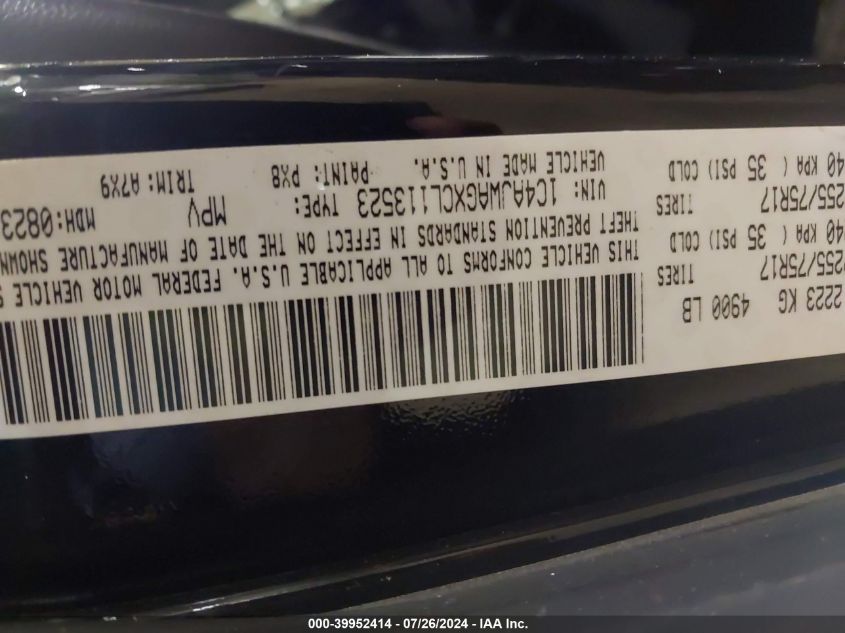 2223 KG 4900 LB
255/75R17 TIRES
40 KPA ( 35 PSI) COLD
255/75R17 TIRES
40 KPA ( 35 PSI) COLD
THIS VEHICLE CONFORMS TO ALL APPLICABLE U.S.A. FEDERAL MOTOR VEHICLE S
THEFT PREVENTION STANDARDS IN EFFECT ON THE DATE OF MANUFACTURE SHOWN
VIN: 1C4AJWAGXCL113523 TYPE: MPV MDH:0823
VEHICLE MADE IN U.S.A. PAINT: PX8 TRIM: A7X9
000-39952414 - 07/26/2024 - IAA Inc.